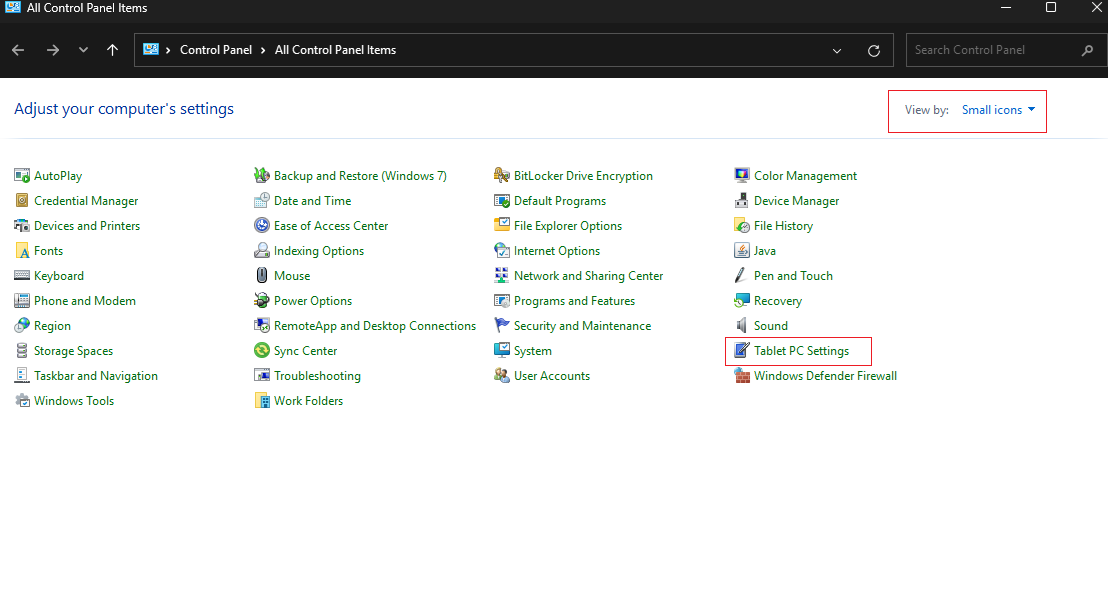 All Control Panel Items
Control Panel > All Control Panel Items
Search Control Panel
Adjust your computer's settings
View by: Small icons
AutoPlay Backup and Restore (Windows 7) BitLocker Drive Encryption Color Management
Credential Manager Date and Time Default Programs Device Manager
Devices and Printers Ease of Access Center File Explorer Options File History
Fonts Indexing Options Internet Options Java
Keyboard Mouse Network and Sharing Center Pen and Touch
Phone and Modem Power Options Programs and Features Recovery
Region RemoteApp and Desktop Connections Security and Maintenance Sound
Storage Spaces Sync Center System Tablet PC Settings
Taskbar and Navigation Troubleshooting User Accounts Windows Defender Firewall
Windows Tools Work Folders